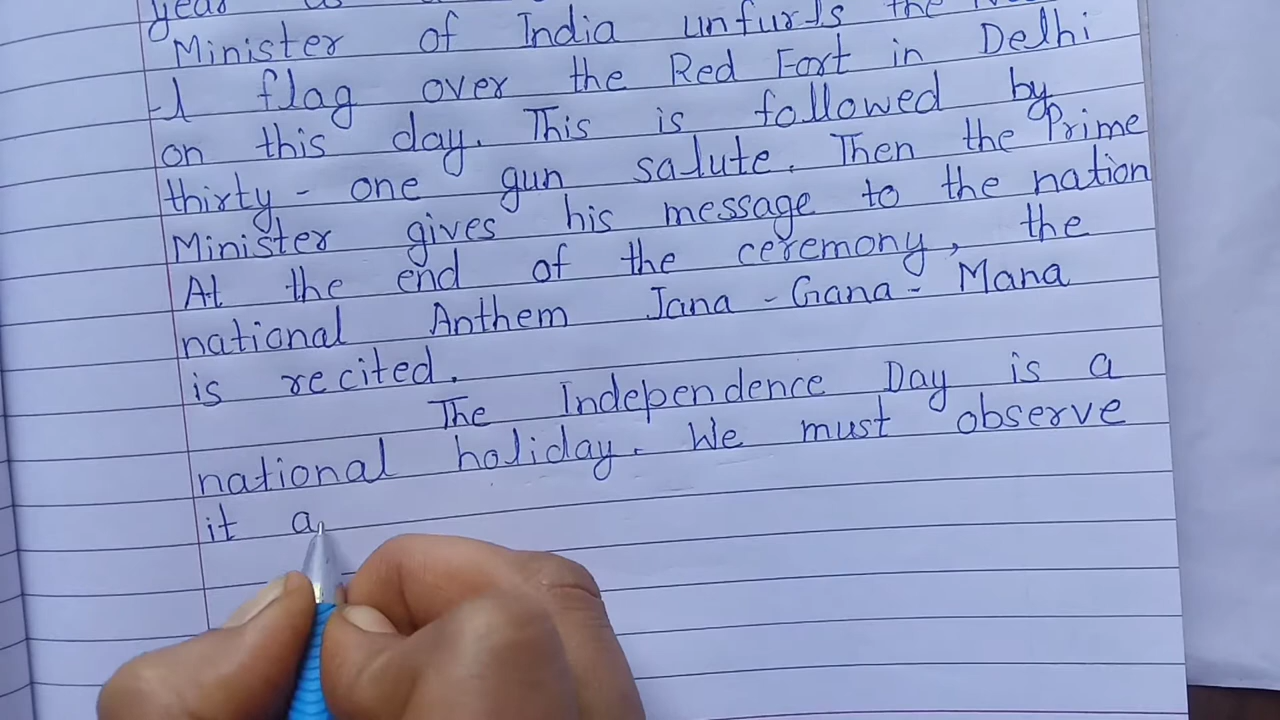 year as a
Minister of India unfurls the
-l flag over the Red Fort in Delhi
on this day. This is followed by
thirty - one gun salute. Then the Prime
Minister gives his message to the nation
At the end of the ceremony, the
national Anthem Jana - Gana - Mana
is recited.
The Independence Day is a
national holiday. We must observe
it a